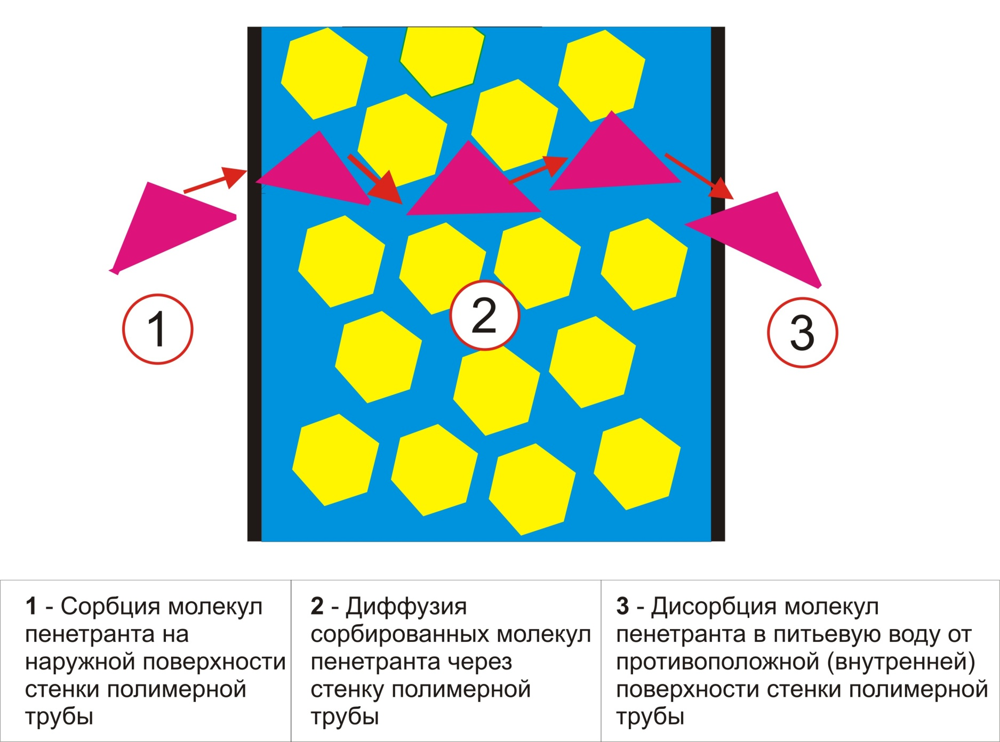 1
2
3
1 - Сорбция молекул
пенетранта на
наружной поверхности
стенки полимерной
трубы
2 - Диффузия
сорбированных молекул
пенетранта через
стенку полимерной
трубы
3 - Дисорбция молекул
пенетранта в питьевую воду от
противоположной (внутренней)
поверхности стенки полимерной
трубы